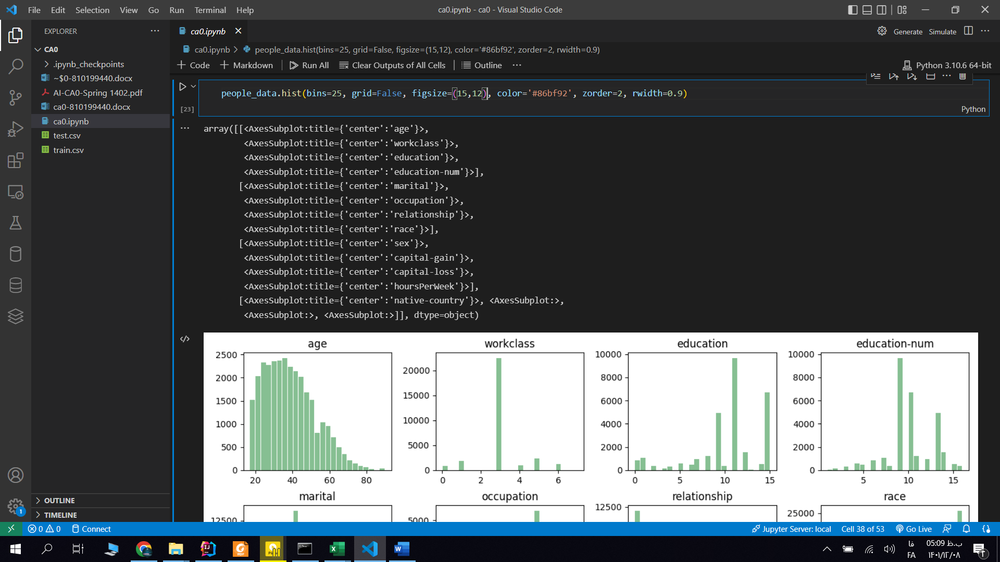 File Edit Selection View Go Run Terminal Help
ca0.ipynb - ca0 - Visual Studio Code
EXPLORER
CA0
.ipynb_checkpoints
~$0-810199440.docx
AI-CA0-Spring 1402.pdf
ca0-810199440.docx
ca0.ipynb
test.csv
train.csv
OUTLINE
TIMELINE
ca0.ipynb
Generate Simulate
ca0.ipynb > people_data.hist(bins=25, grid=False, figsize=(15,12), color='#86bf92', zorder=2, rwidth=0.9)
+ Code + Markdown Run All Clear Outputs of All Cells Outline ...
Python 3.10.6 64-bit
people_data.hist(bins=25, grid=False, figsize=(15,12), color='#86bf92', zorder=2, rwidth=0.9)
[23]
Python
array([[<AxesSubplot:title={'center':'age'}>,
<AxesSubplot:title={'center':'workclass'}>,
<AxesSubplot:title={'center':'education'}>,
<AxesSubplot:title={'center':'education-num'}>],
[<AxesSubplot:title={'center':'marital'}>,
<AxesSubplot:title={'center':'occupation'}>,
<AxesSubplot:title={'center':'relationship'}>,
<AxesSubplot:title={'center':'race'}>],
[<AxesSubplot:title={'center':'sex'}>,
<AxesSubplot:title={'center':'capital-gain'}>,
<AxesSubplot:title={'center':'capital-loss'}>,
<AxesSubplot:title={'center':'hoursPerWeek'}>],
[<AxesSubplot:title={'center':'native-country'}>, <AxesSubplot:>,
<AxesSubplot:>, <AxesSubplot:>]], dtype=object)
age
2500
2000
1500
1000
500
0
20 40 60 80
workclass
20000
15000
10000
5000
0
0 2 4 6
education
10000
8000
6000
4000
2000
0
0 5 10 15
education-num
10000
8000
6000
4000
2000
0
5 10 15
marital
12500
occupation
5000
relationship
12500
race
25000
1
0 0 Connect
Jupyter Server: local Cell 38 of 53 Go Live
فا
FA
05:09 ب.ظ
۱۴۰۱/۱۲/۰۸
۲